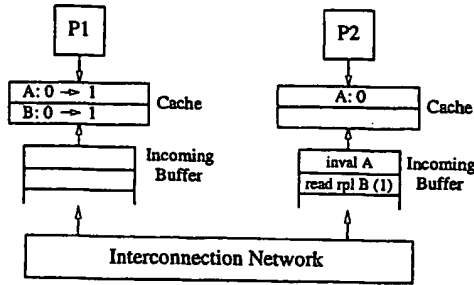 P1
P2
A: 0 → 1
B: 0 → 1
Cache
A: 0
Cache
Incoming
Buffer
inval A
read rpl B (1)
Incoming
Buffer
Interconnection Network